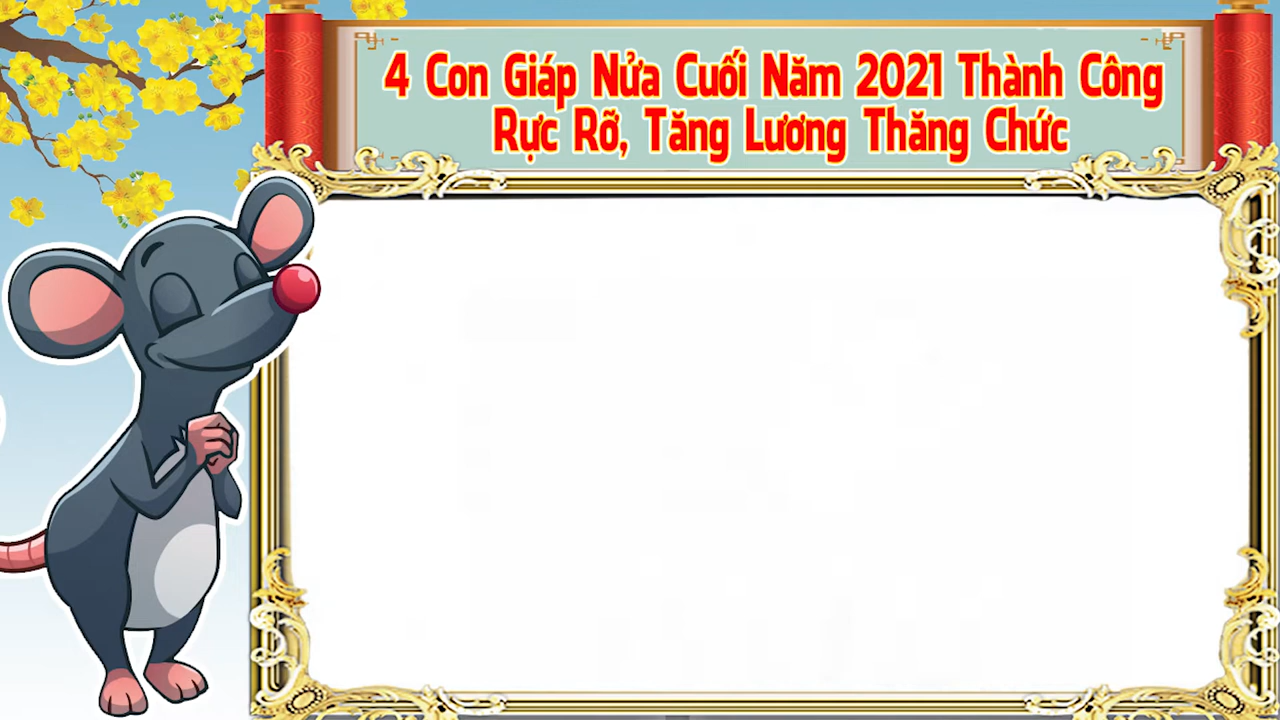 4 Con Giáp Nửa Cuối Năm 2021 Thành Công
Rực Rỡ, Tăng Lương Thăng Chức